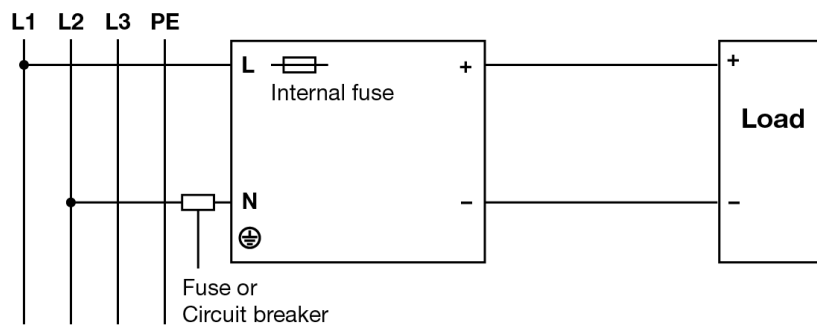 L1 L2 L3 PE
L
+
+
Internal fuse
Load
N
−
−
Fuse or
Circuit breaker